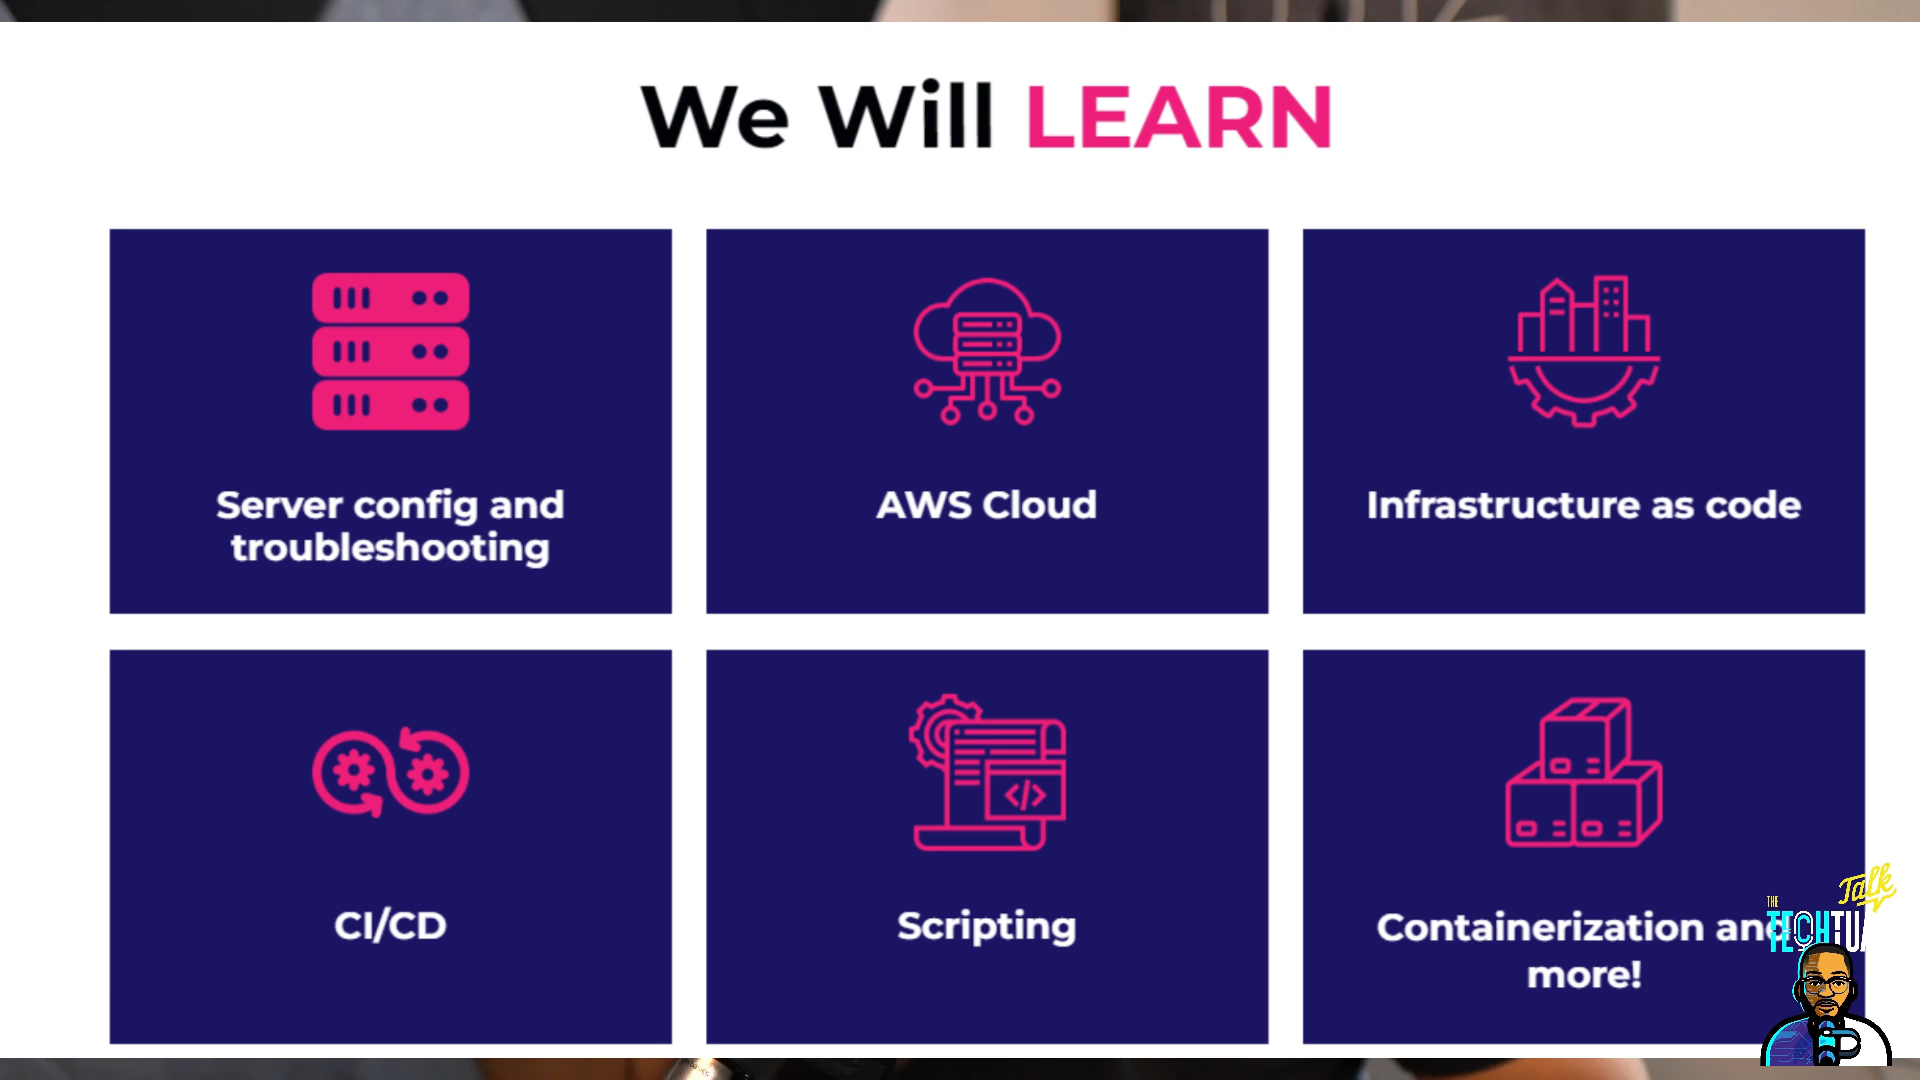 We Will LEARN
Server config and
troubleshooting
AWS Cloud
Infrastructure as code
CI/CD
Scripting
</>
Containerization and
more!
Talk
THE